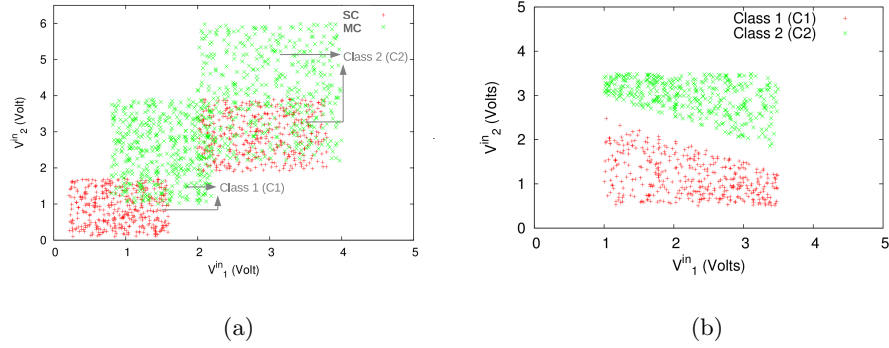 SC
MC
Class 2 (C2)
Class 1 (C1)
6
5
4
3
2
1
0
V^in_2 (Volt)
0 1 2 3 4 5
V^in_1 (Volt)
(a)
Class 1 (C1)
Class 2 (C2)
5
4
3
2
1
0
V^in_2 (Volts)
0 1 2 3 4 5
V^in_1 (Volts)
(b)